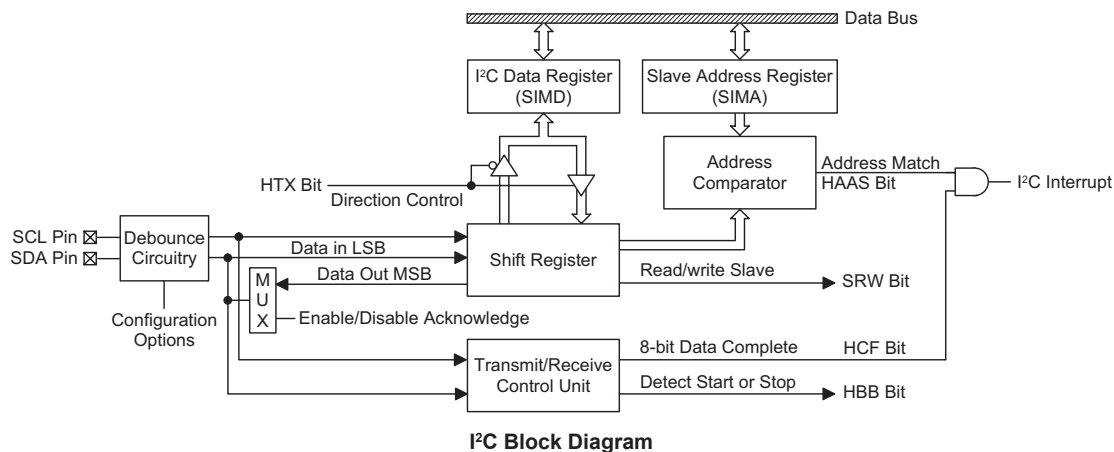 Data Bus
I²C Data Register
(SIMD)
Slave Address Register
(SIMA)
HTX Bit
Direction Control
Address
Comparator
Address Match
HAAS Bit
I²C Interrupt
SCL Pin
SDA Pin
Debounce
Circuitry
Data in LSB
Shift Register
Data Out MSB
MUX
Read/write Slave
SRW Bit
Configuration
Options
Enable/Disable Acknowledge
Transmit/Receive
Control Unit
8-bit Data Complete
HCF Bit
Detect Start or Stop
HBB Bit
I²C Block Diagram